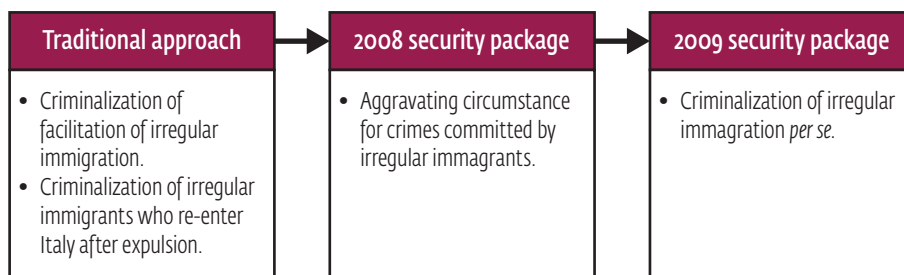 Traditional approach
• Criminalization of
facilitation of irregular
immigration.
• Criminalization of irregular
immigrants who re-enter
Italy after expulsion.
2008 security package
• Aggravating circumstance
for crimes committed by
irregular immagrants.
2009 security package
• Criminalization of irregular
immagration per se.